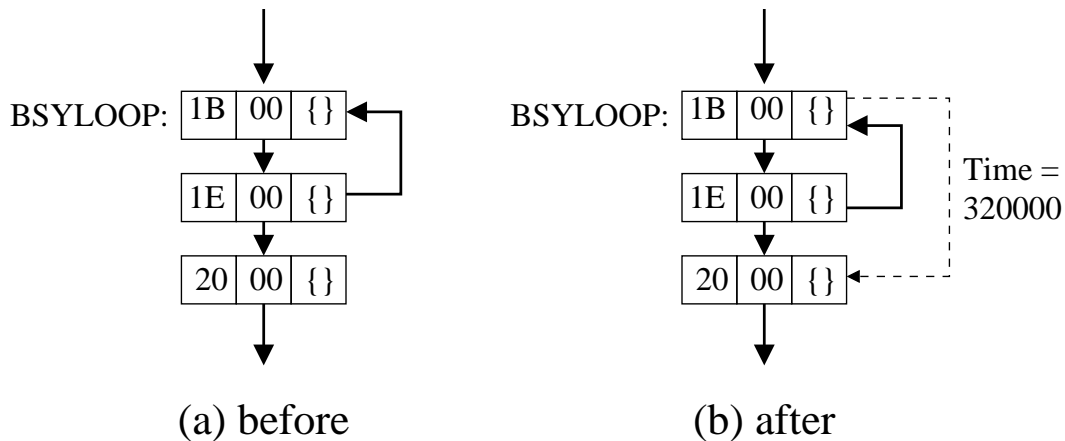 BSYLOOP: 1B 00 {}
1E 00 {}
20 00 {}
(a) before
BSYLOOP: 1B 00 {}
1E 00 {}
20 00 {}
Time =
320000
(b) after